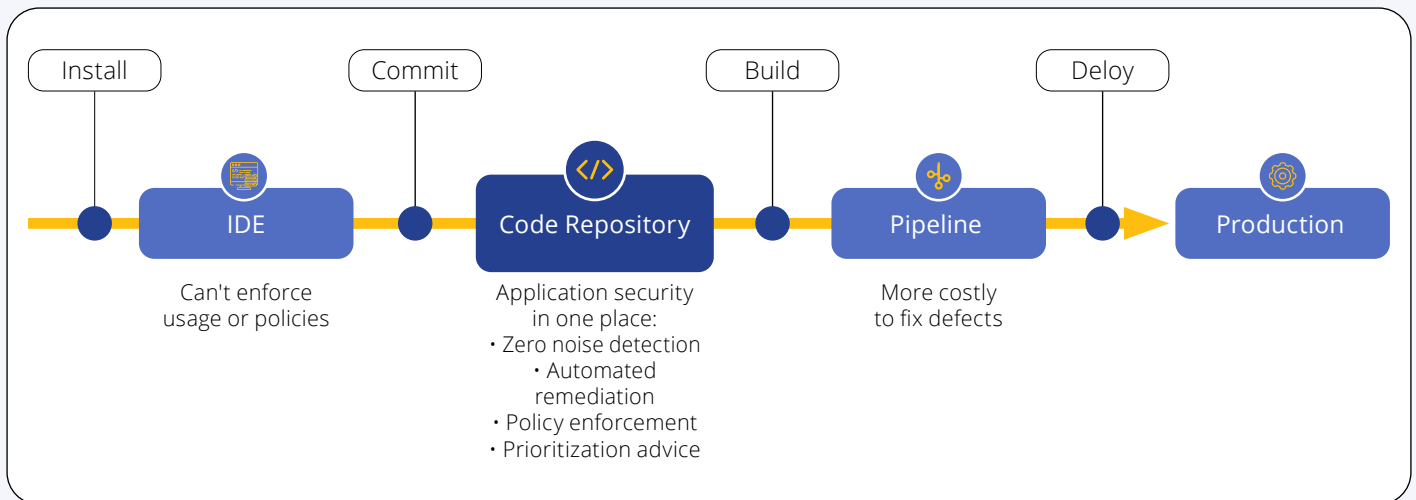 Install
Commit
Build
Deloy
</>
IDE
Code Repository
Pipeline
Production
Can't enforce
usage or policies
Application security
in one place:
• Zero noise detection
• Automated
remediation
• Policy enforcement
• Prioritization advice
More costly
to fix defects